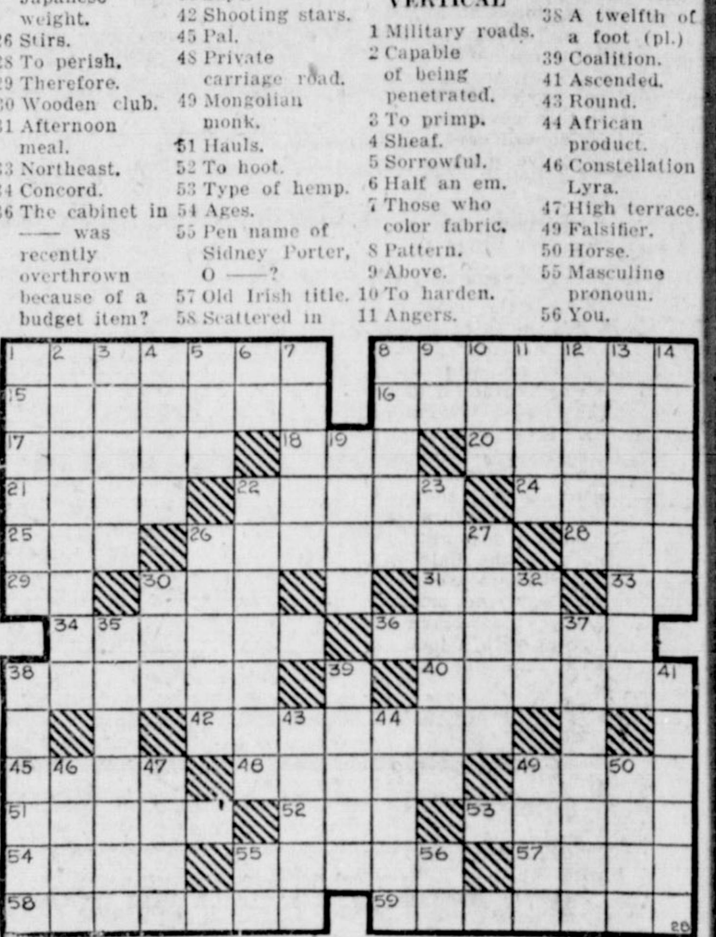 weight.
26 Stirs.
28 To perish.
29 Therefore.
30 Wooden club.
31 Afternoon
meal.
33 Northeast.
34 Concord.
36 The cabinet in
—— was
recently
overthrown
because of a
budget item?
42 Shooting stars.
45 Pal.
48 Private
carriage road.
49 Mongolian
monk.
51 Hauls.
52 To hoot.
53 Type of hemp.
54 Ages.
55 Pen name of
Sidney Porter,
O ——?
57 Old Irish title.
58 Scattered in
VERTICAL
1 Military roads.
2 Capable
of being
penetrated.
3 To primp.
4 Sheaf.
5 Sorrowful.
6 Half an em.
7 Those who
color fabric.
8 Pattern.
9 Above.
10 To harden.
11 Angers.
38 A twelfth of
a foot (pl.)
39 Coalition.
41 Ascended.
43 Round.
44 African
product.
46 Constellation
Lyra.
47 High terrace.
49 Falsifier.
50 Horse.
55 Masculine
pronoun.
56 You.
1 2 3 4 5 6 7 8 9 10 11 12 13 14
15 16
17 18 19 20
21 22 23 24
25 26 27 28
29 30 31 32 33
34 35 36 37
38 39 40 41
42 43 44
45 46 47 48 49 50
51 52 53
54 55 56 57
58 59
28